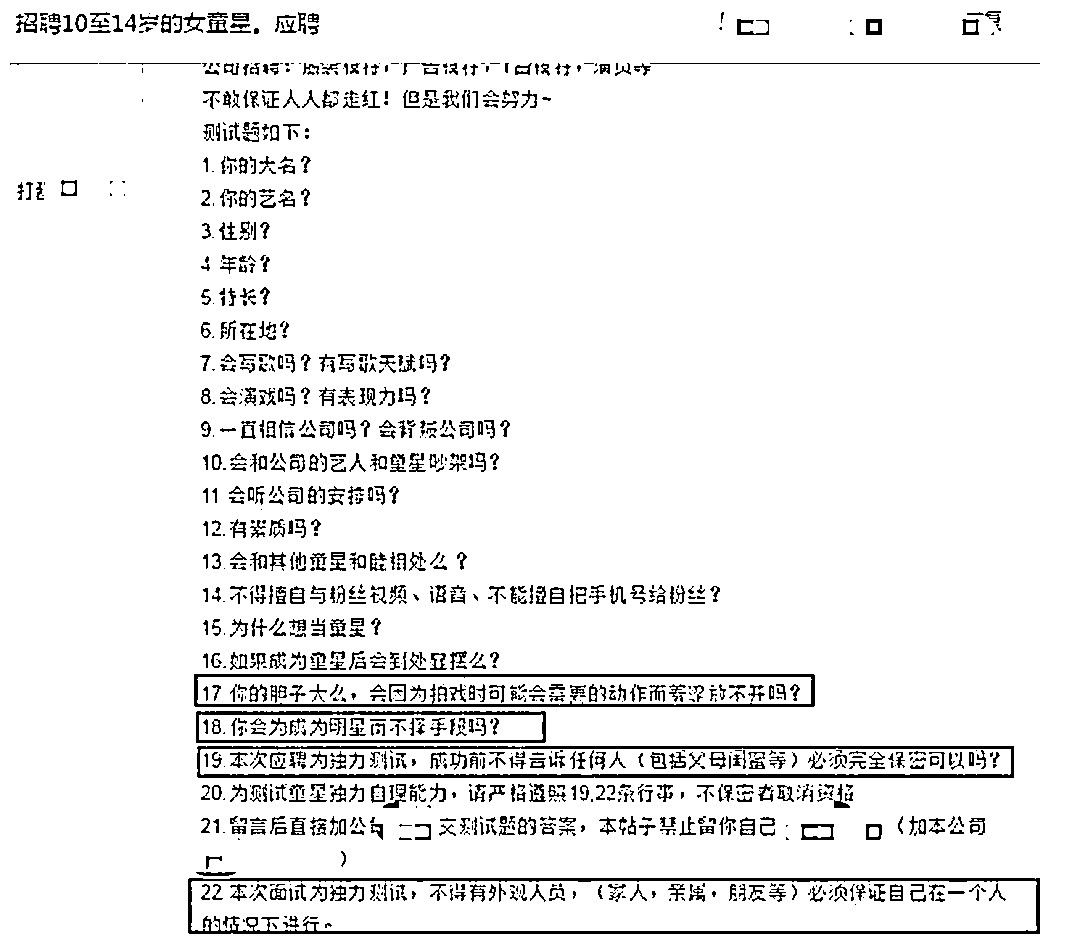 招聘10至14岁的女童星。应聘
公司招聘：服装模特，广告模特，T台模特，演员等
不敢保证人人都走红！但是我们会努力~
测试题如下：
1.你的大名？
2.你的艺名？
3.性别？
4.年龄？
5.特长？
6.所在地？
7.会写歌吗？有写歌天赋吗？
8.会演戏吗？有表现力吗？
9.一直相信公司吗？会背叛公司吗？
10.会和公司的艺人和童星吵架吗？
11 会听公司的安排吗？
12.有素质吗？
13.会和其他童星和睦相处么？
14.不得擅自与粉丝视频、语音、不能擅自把手机号给粉丝？
15.为什么想当童星？
16.如果成为童星后会到处显摆么？
17 你的胆子大么，会因为拍戏时可能会需要的动作而羞涩放不开吗？
18.你会为成为明星而不择手段吗？
19.本次应聘为独力测试，成功前不得告诉任何人（包括父母闺蜜等）必须完全保密可以吗？
20.为测试童星独力自理能力，请严格遵照19,22条行事，不保密者取消资格
21.留言后直接加公 交测试题的答案，本帖子禁止留你自己 （加本公司
）
22 本次面试为独力测试，不得有外观人员，（家人，亲属，朋友等）必须保证自己在一个人
的情况下进行。